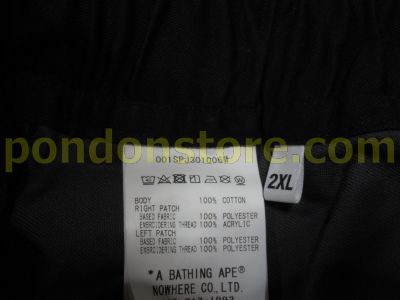 001SPJ301006
2XL
pondonstore.com
BODY 100% COTTON
RIGHT PATCH
BASED FABRIC 100% POLYESTER
EMBROIDERING THREAD 100% ACRYLIC
LEFT PATCH
BASED FABRIC 100% POLYESTER
EMBROIDERING THREAD 100% POLYESTER
"A BATHING APE"
NOWHERE CO., LTD.